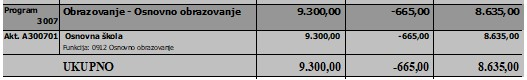 Program 3007 Obrazovanje - Osnovno obrazovanje 9.300,00 -665,00 8.635,00
Akt. A300701 Osnovna škola 9.300,00 -665,00 8.635,00
Funkcija: 0912 Osnovno obrazovanje
UKUPNO 9.300,00 -665,00 8.635,00